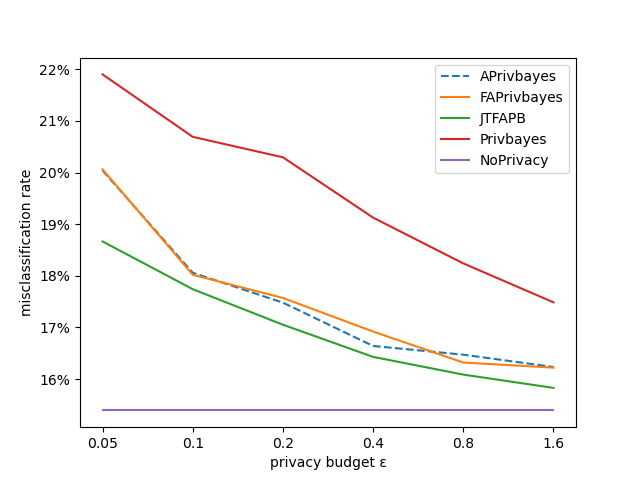 22%
21%
20%
19%
18%
17%
16%
misclassification rate
0.05 0.1 0.2 0.4 0.8 1.6
privacy budget ε
APrivbayes
FAPrivbayes
JTFAPB
Privbayes
NoPrivacy